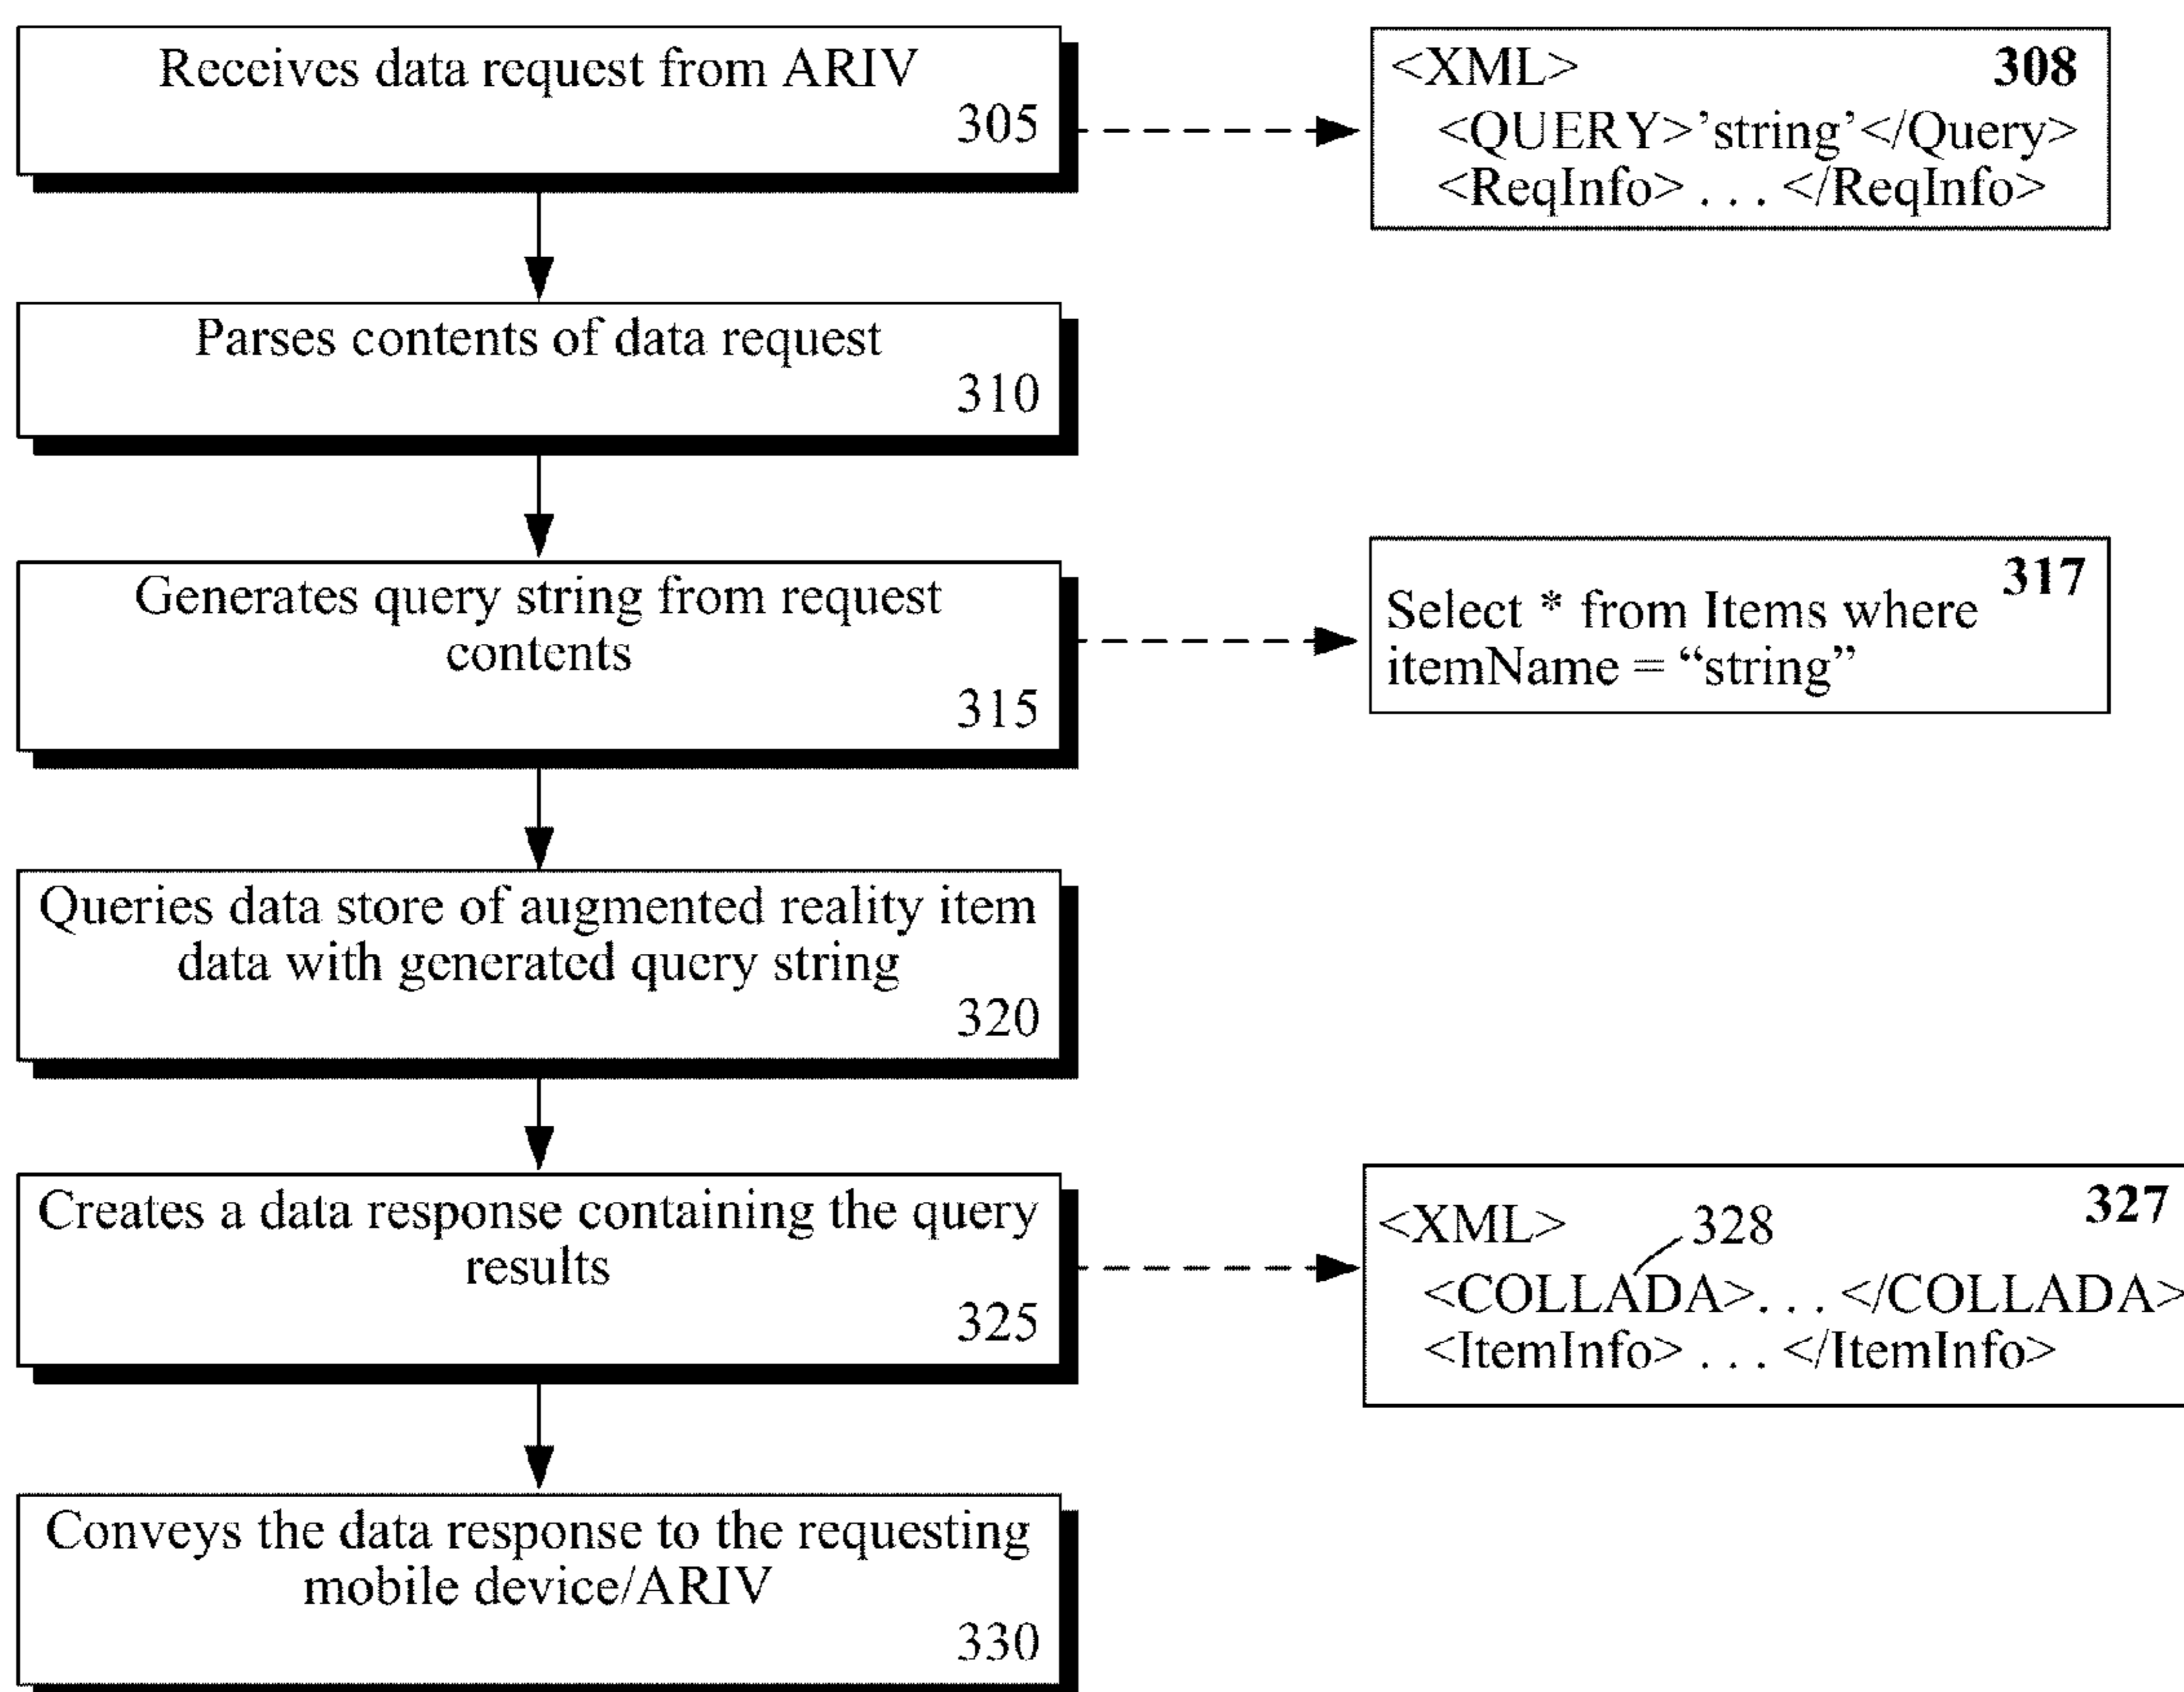 Receives data request from ARIV
305
<XML>
308
<QUERY>’string’</Query>
<ReqInfo> . . . </ReqInfo>
Parses contents of data request
310
Generates query string from request
contents
315
317
Select * from Items where
itemName = “string”
Queries data store of augmented reality item
data with generated query string
320
Creates a data response containing the query
results
325
327
<XML>
328
<COLLADA>. . . </COLLADA>
<ItemInfo> . . . </ItemInfo>
Conveys the data response to the requesting
mobile device/ARIV
330